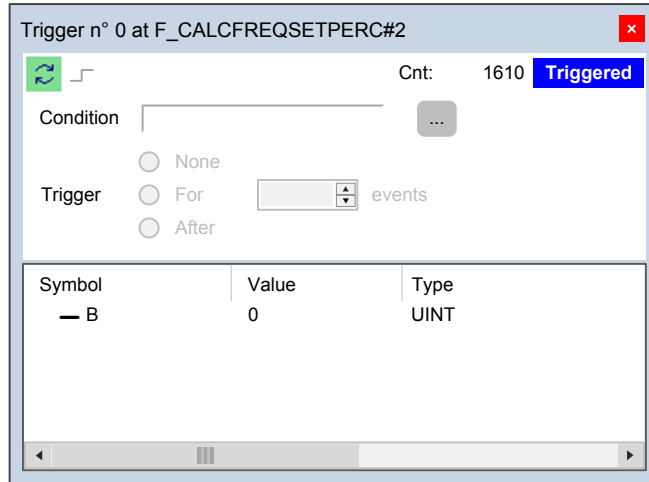 Trigger n° 0 at F_CALCFREQSETPERC#2
Cnt: 1610 Triggered
Condition ...
None
Trigger For events
After
Symbol Value Type
B 0 UINT